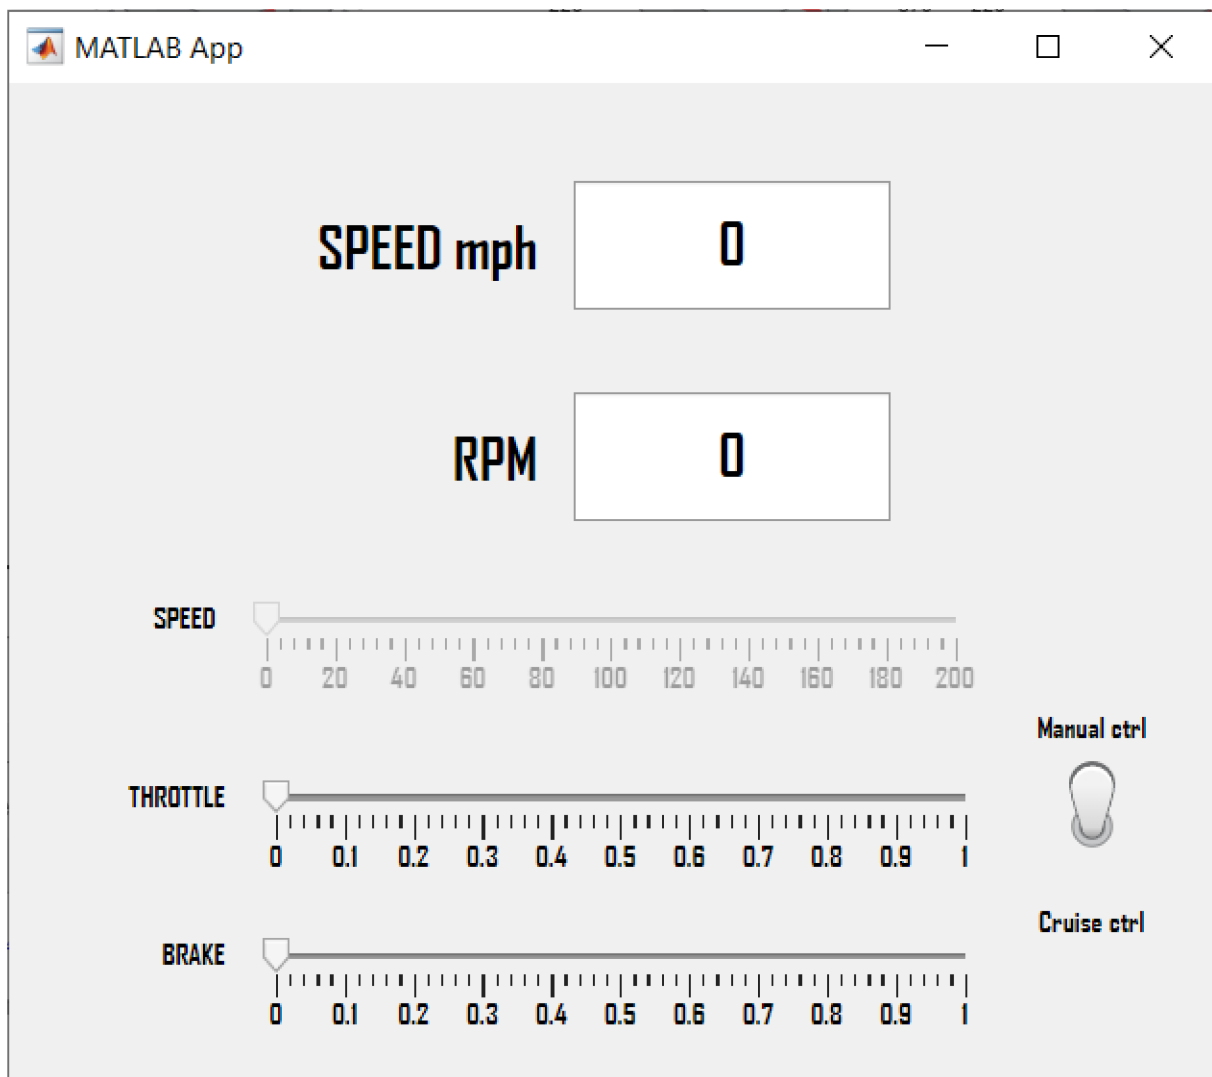 MATLAB App
SPEED mph 0
RPM 0
SPEED
0 20 40 60 80 100 120 140 160 180 200
Manual ctrl
THROTTLE
0 0.1 0.2 0.3 0.4 0.5 0.6 0.7 0.8 0.9 1
Cruise ctrl
BRAKE
0 0.1 0.2 0.3 0.4 0.5 0.6 0.7 0.8 0.9 1